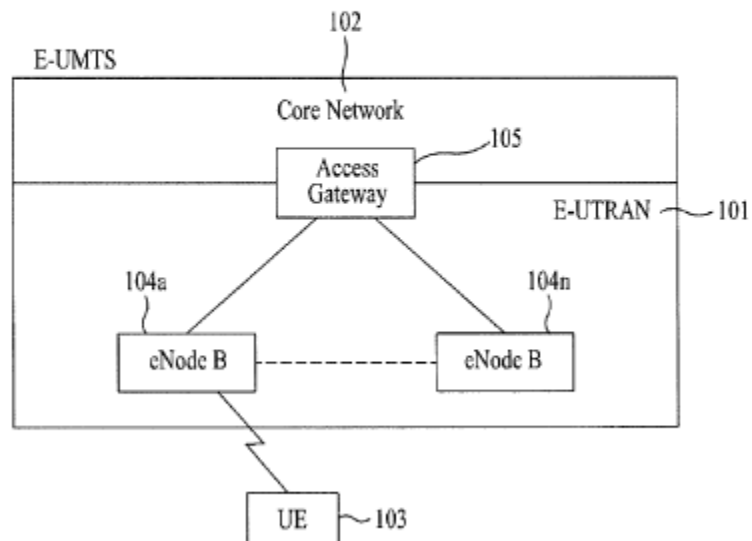 102
E-UMTS
Core Network
105
Access
Gateway
E-UTRAN
101
104a
104n
eNode B
eNode B
UE
103